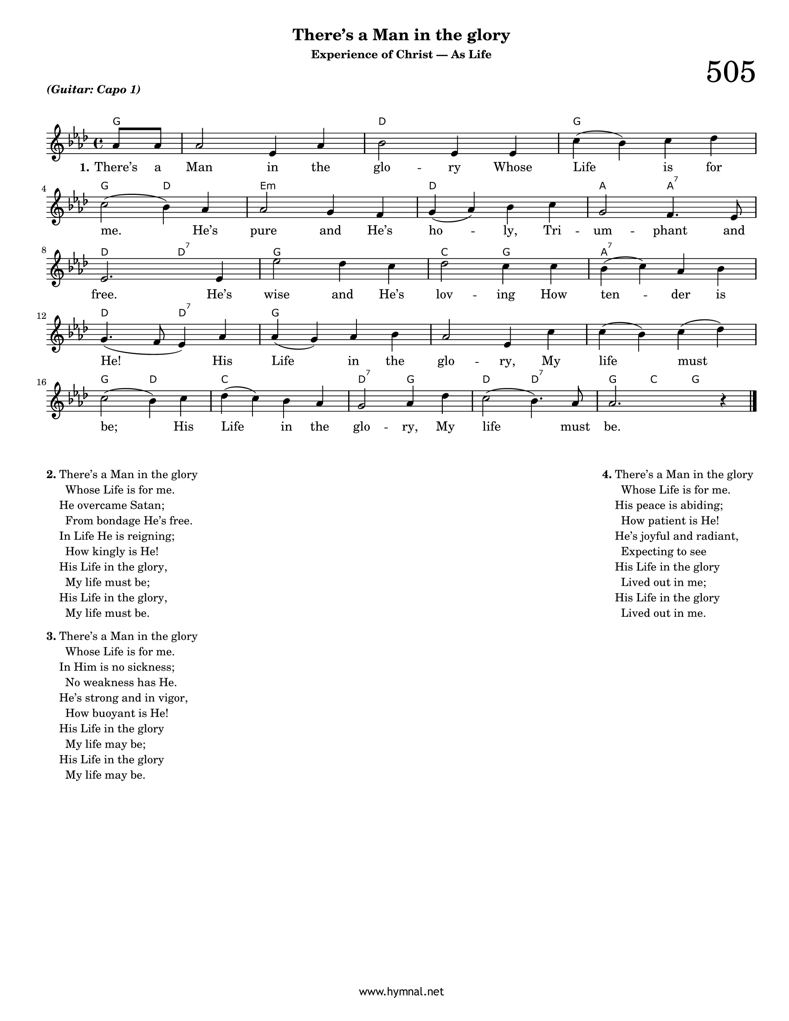 There's a Man in the glory
Experience of Christ — As Life
505
(Guitar: Capo 1)
G D G
1. There's a Man in the glo - ry Whose Life is for
4
G D Em D A A7
me. He's pure and He's ho - ly, Tri - um - phant and
8
D D7 G C G A7
free. He's wise and He's lov - ing How ten - der is
12
D D7 G
He! His Life in the glo - ry, My life must
16
G D C D7 G D D7 G C G
be; His Life in the glo - ry, My life must be.
2. There's a Man in the glory
Whose Life is for me.
He overcame Satan;
From bondage He's free.
In Life He is reigning;
How kingly is He!
His Life in the glory,
My life must be;
His Life in the glory,
My life must be.
3. There's a Man in the glory
Whose Life is for me.
In Him is no sickness;
No weakness has He.
He's strong and in vigor,
How buoyant is He!
His Life in the glory
My life may be;
His Life in the glory
My life may be.
4. There's a Man in the glory
Whose Life is for me.
His peace is abiding;
How patient is He!
He's joyful and radiant,
Expecting to see
His Life in the glory
Lived out in me;
His Life in the glory
Lived out in me.
www.hymnal.net